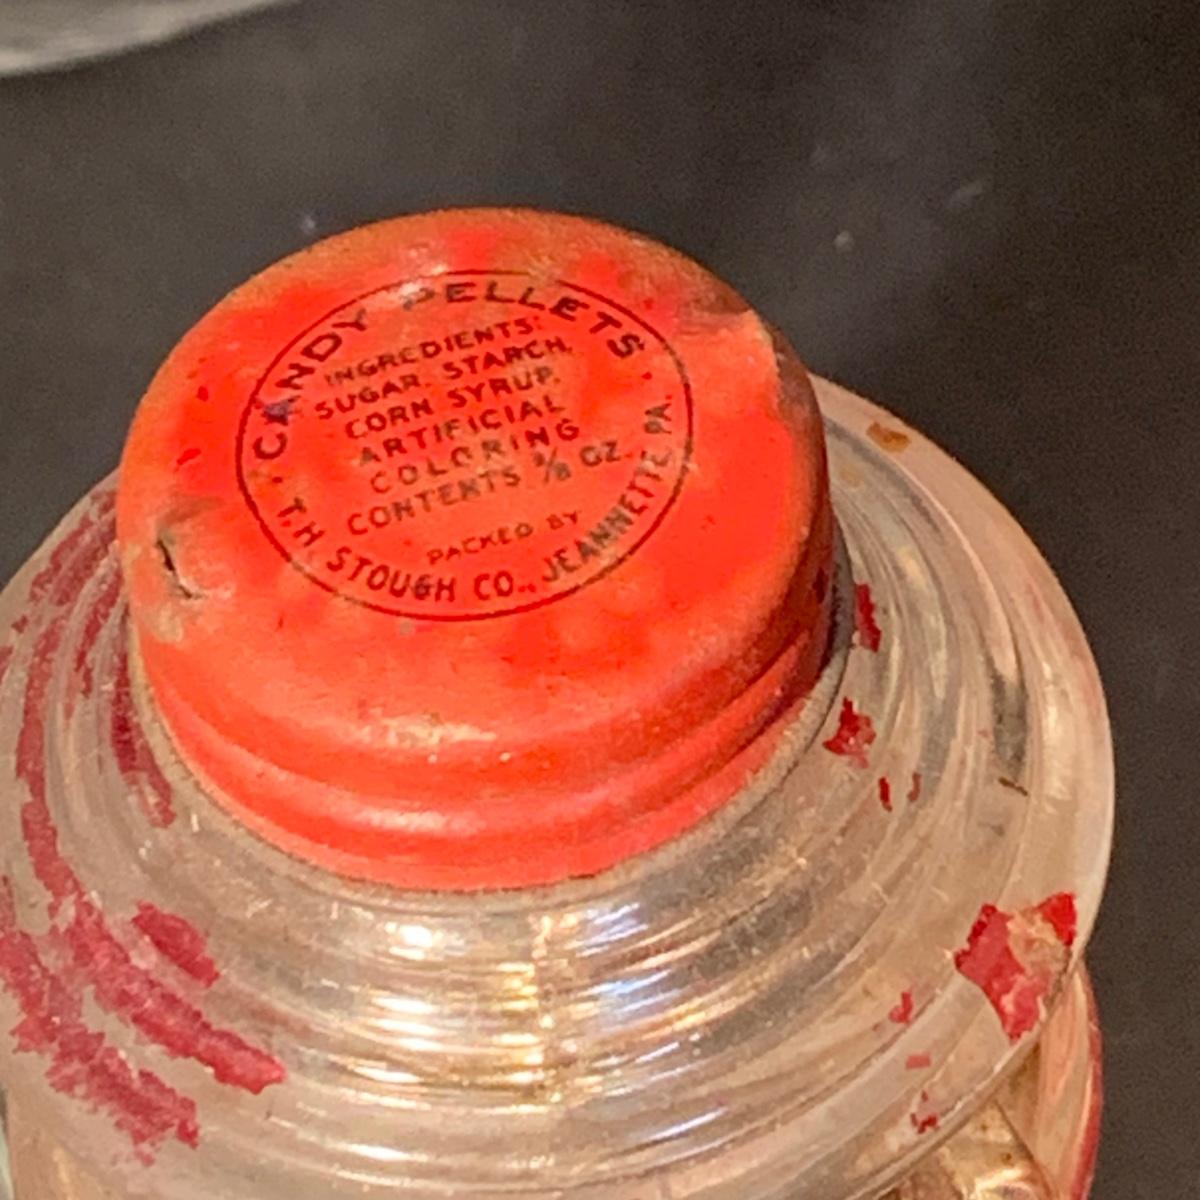 CANDY PELLETS
INGREDIENTS:
SUGAR, STARCH,
CORN SYRUP,
ARTIFICIAL
COLORING
CONTENTS 3/8 OZ.
PACKED BY
T.H. STOUGH CO., JEANNETTE, PA.